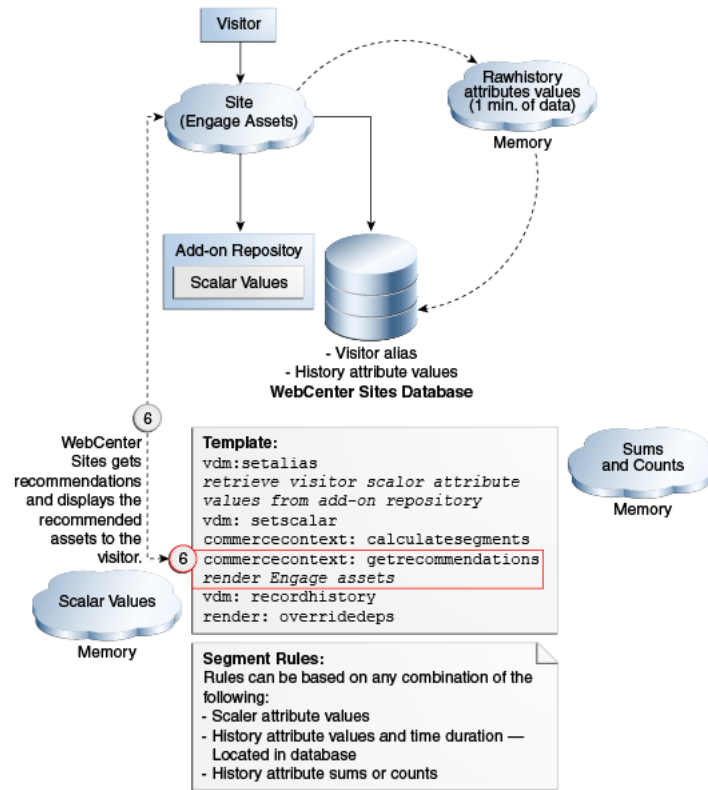 Visitor
Site
(Engage Assets)
Rawhistory
attributes values
(1 min. of data)
Memory
Add-on Repositoy
Scalar Values
- Visitor alias
- History attribute values
WebCenter Sites Database
6
WebCenter
Sites gets
recommendations
and displays the
recommended
assets to the
visitor.
Template:
vdm:setalias
retrieve visitor scalor attribute
values from add-on repository
vdm: setscalar
commercecontext: calculatesegments
6
commercecontext: getrecommendations
render Engage assets
vdm: recordhistory
render: overridedeps
Sums
and Counts
Memory
Scalar Values
Memory
Segment Rules:
Rules can be based on any combination of the
following:
- Scaler attribute values
- History attribute values and time duration —
Located in database
- History attribute sums or counts